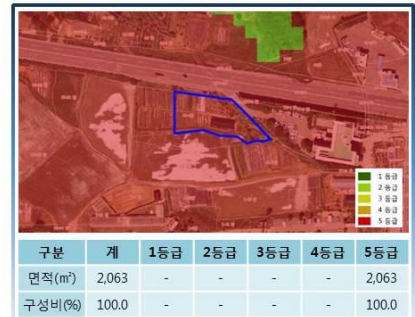 1 등급
2 등급
3 등급
4 등급
5 등급
구분 계 1등급 2등급 3등급 4등급 5등급
면적(㎡) 2,063 - - - - 2,063
구성비(%) 100.0 - - - - 100.0